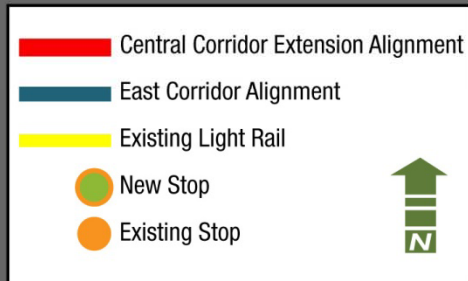 Central Corridor Extension Alignment
East Corridor Alignment
Existing Light Rail
New Stop
Existing Stop
N